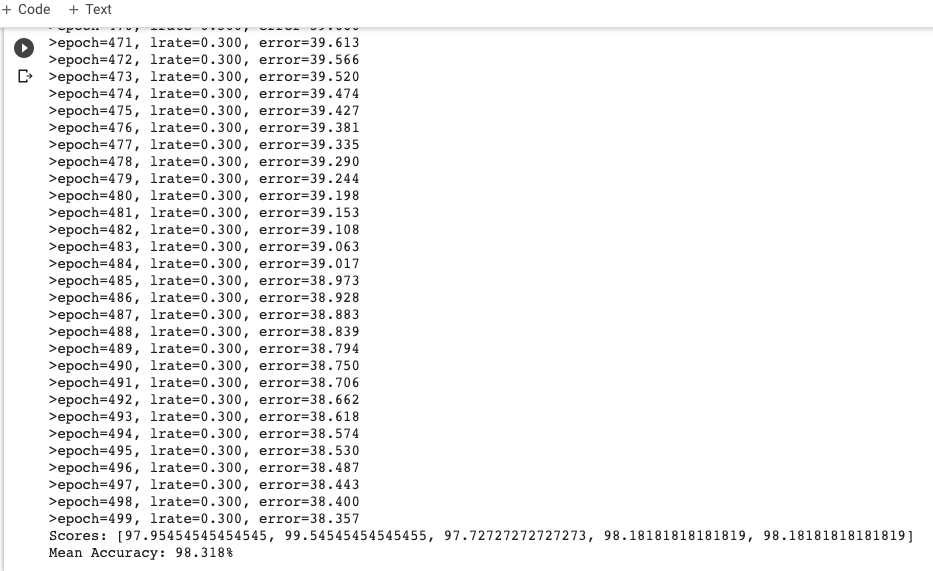 + Code + Text
>epoch=471, lrate=0.300, error=39.613
>epoch=472, lrate=0.300, error=39.566
>epoch=473, lrate=0.300, error=39.520
>epoch=474, lrate=0.300, error=39.474
>epoch=475, lrate=0.300, error=39.427
>epoch=476, lrate=0.300, error=39.381
>epoch=477, lrate=0.300, error=39.335
>epoch=478, lrate=0.300, error=39.290
>epoch=479, lrate=0.300, error=39.244
>epoch=480, lrate=0.300, error=39.198
>epoch=481, lrate=0.300, error=39.153
>epoch=482, lrate=0.300, error=39.108
>epoch=483, lrate=0.300, error=39.063
>epoch=484, lrate=0.300, error=39.017
>epoch=485, lrate=0.300, error=38.973
>epoch=486, lrate=0.300, error=38.928
>epoch=487, lrate=0.300, error=38.883
>epoch=488, lrate=0.300, error=38.839
>epoch=489, lrate=0.300, error=38.794
>epoch=490, lrate=0.300, error=38.750
>epoch=491, lrate=0.300, error=38.706
>epoch=492, lrate=0.300, error=38.662
>epoch=493, lrate=0.300, error=38.618
>epoch=494, lrate=0.300, error=38.574
>epoch=495, lrate=0.300, error=38.530
>epoch=496, lrate=0.300, error=38.487
>epoch=497, lrate=0.300, error=38.443
>epoch=498, lrate=0.300, error=38.400
>epoch=499, lrate=0.300, error=38.357
Scores: [97.95454545454545, 99.54545454545455, 97.72727272727273, 98.18181818181819, 98.18181818181819]
Mean Accuracy: 98.318%